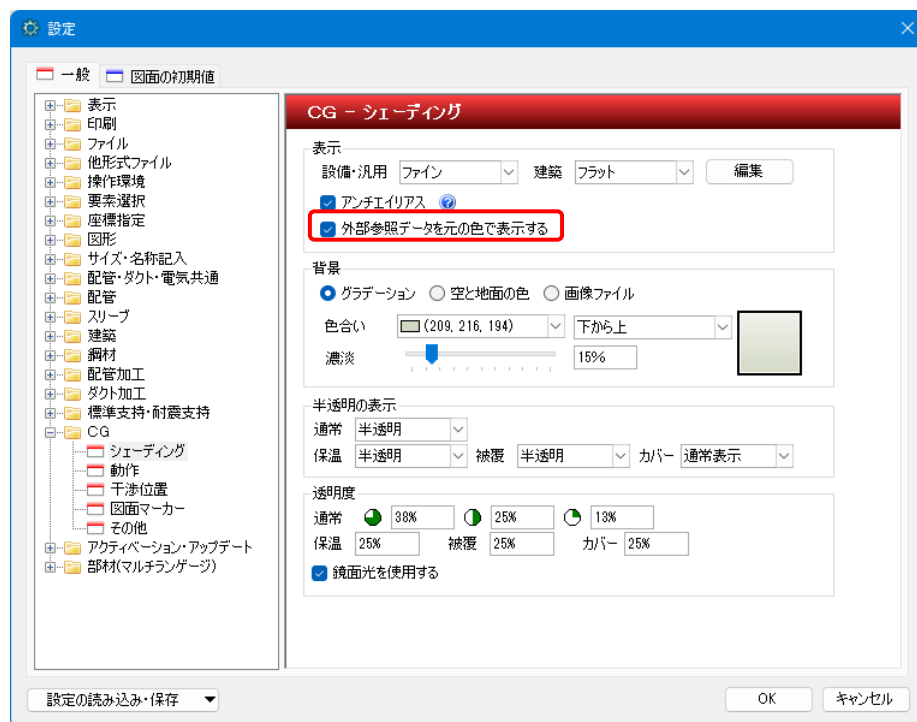 設定
一般 図面の初期値
表示
印刷
ファイル
他形式ファイル
操作環境
要素選択
座標指定
図形
サイズ・名称記入
配管・ダクト・電気共通
配管
スリーブ
建築
鋼材
配管加工
ダクト加工
標準支持・耐震支持
CG
シェーディング
動作
干渉位置
図面マーカー
その他
アクティベーション・アップデート
部材(マルチランゲージ)
CG - シェーディング
表示
設備・汎用 ファイン 建築 フラット 編集
アンチエイリアス
外部参照データを元の色で表示する
背景
グラデーション 空と地面の色 画像ファイル
色合い (209, 216, 194) 下から上
濃淡 15%
半透明の表示
通常 半透明
保温 半透明 被覆 半透明 カバー 通常表示
透明度
通常 38% 25% 13%
保温 25% 被覆 25% カバー 25%
鏡面光を使用する
設定の読み込み・保存 OK キャンセル